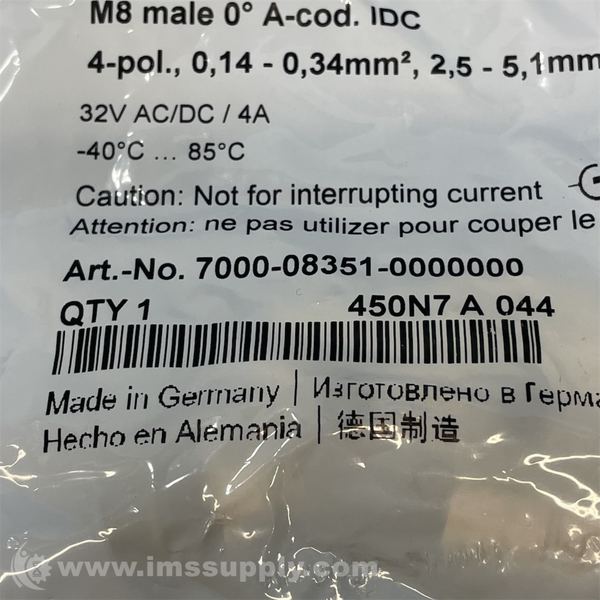 M8 male 0° A-cod. IDC
4-pol., 0,14 - 0,34mm², 2,5 - 5,1mm
32V AC/DC / 4A
-40°C ... 85°C
Caution: Not for interrupting current
Attention: ne pas utilizer pour couper le
Art.-No. 7000-08351-0000000
QTY 1 450N7 A 044
Made in Germany | Изготовлено в Герма
Hecho en Alemania | 德国制造
www.imssupply.com